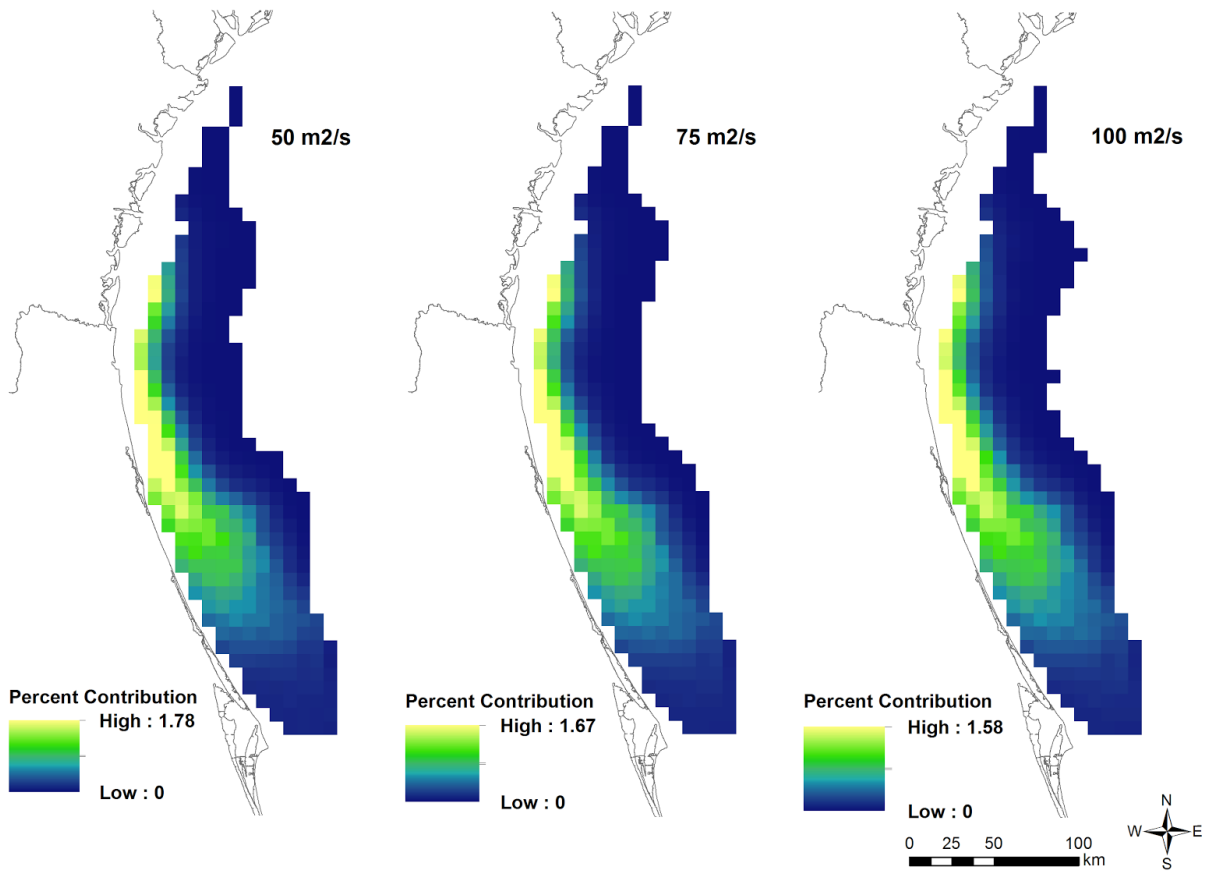 50 m2/s
75 m2/s
100 m2/s
Percent Contribution
High : 1.78
Low : 0
Percent Contribution
High : 1.67
Low : 0
Percent Contribution
High : 1.58
Low : 0
0 25 50 100
km
N
W E
S